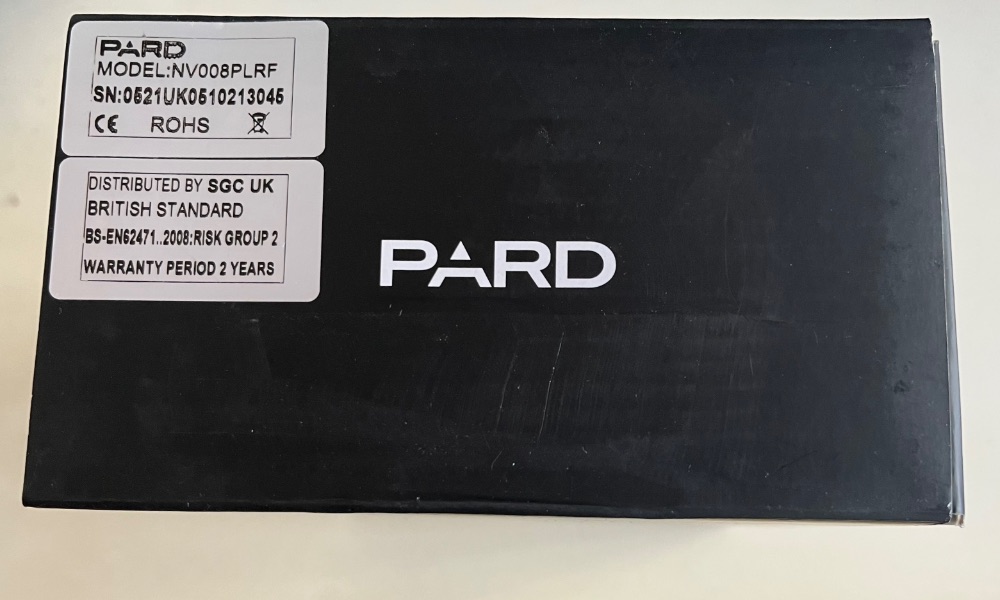 PARD
MODEL:NV008PLRF
SN:0521UK0510213045
CE ROHS
DISTRIBUTED BY SGC UK
BRITISH STANDARD
BS-EN62471..2008:RISK GROUP 2
WARRANTY PERIOD 2 YEARS
PARD